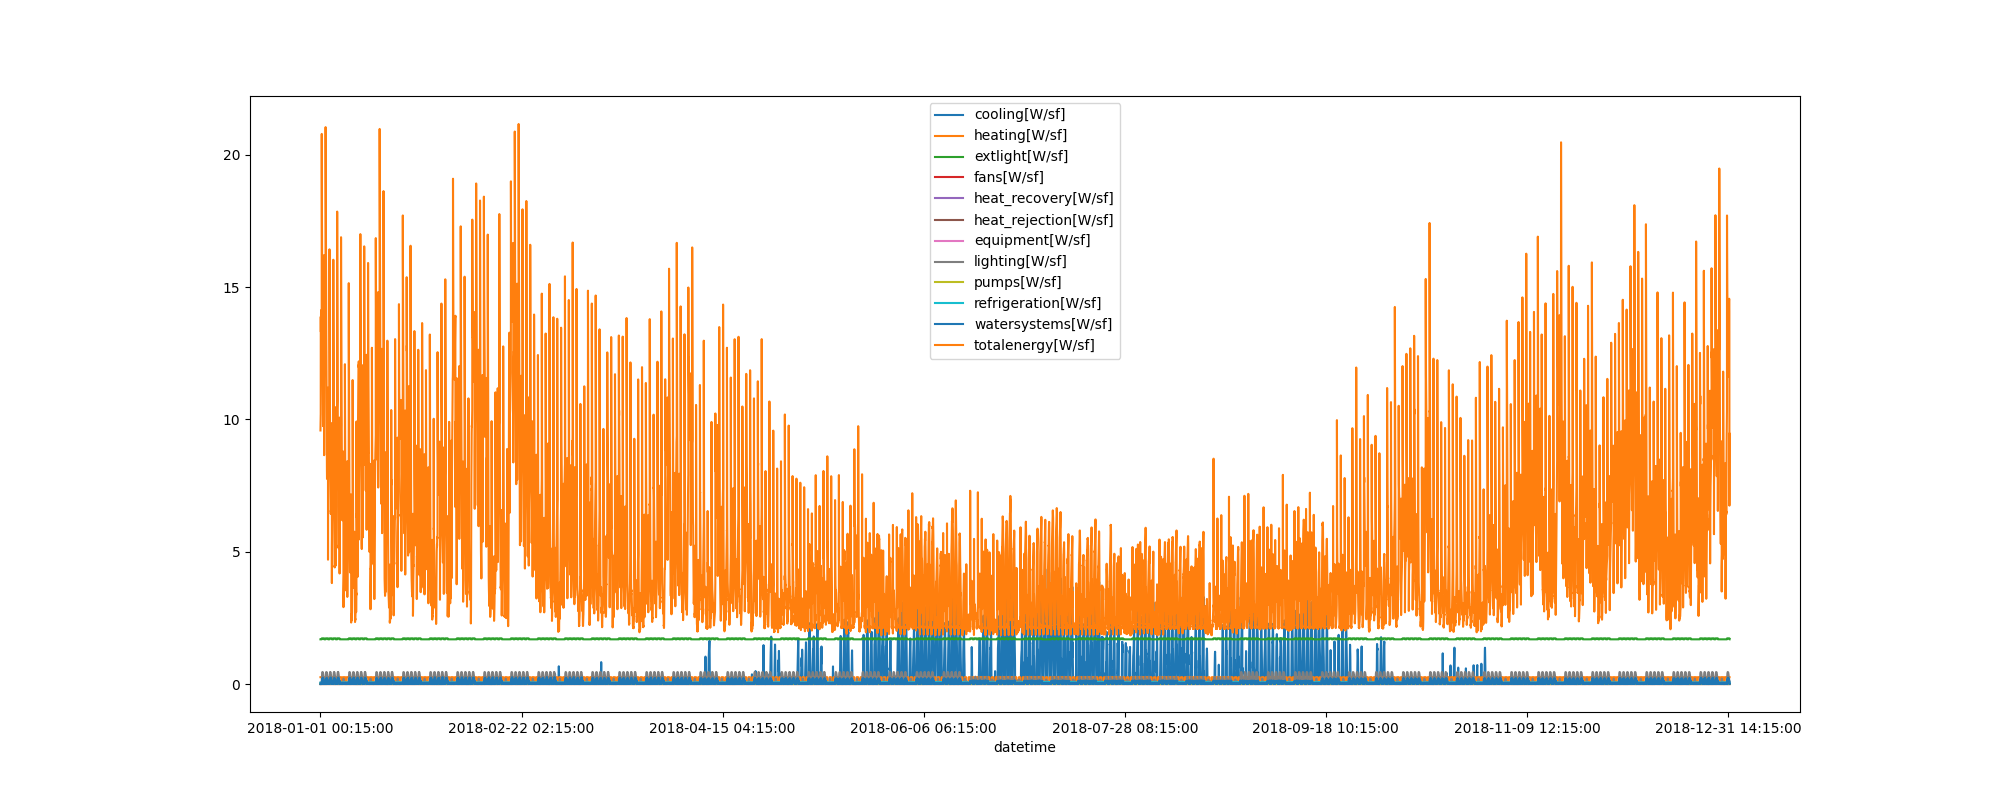 cooling[W/sf]
heating[W/sf]
extlight[W/sf]
fans[W/sf]
heat_recovery[W/sf]
heat_rejection[W/sf]
equipment[W/sf]
lighting[W/sf]
pumps[W/sf]
refrigeration[W/sf]
watersystems[W/sf]
totalenergy[W/sf]
20
15
10
5
0
2018-01-01 00:15:00 2018-02-22 02:15:00 2018-04-15 04:15:00 2018-06-06 06:15:00 2018-07-28 08:15:00 2018-09-18 10:15:00 2018-11-09 12:15:00 2018-12-31 14:15:00
datetime